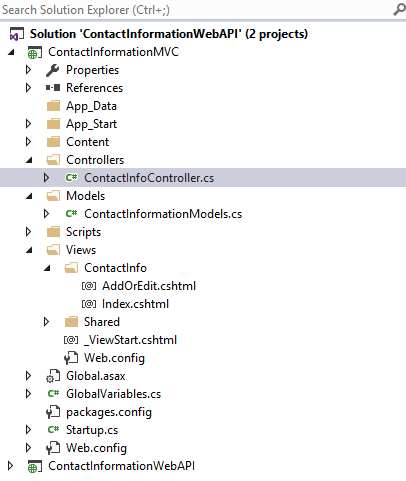 Search Solution Explorer (Ctrl+;)
Solution 'ContactInformationWebAPI' (2 projects)
ContactInformationMVC
Properties
References
App_Data
App_Start
Content
Controllers
C# ContactInfoController.cs
Models
C# ContactInformationModels.cs
Scripts
Views
ContactInfo
[@] AddOrEdit.cshtml
[@] Index.cshtml
Shared
[@] _ViewStart.cshtml
Web.config
Global.asax
C# GlobalVariables.cs
packages.config
C# Startup.cs
Web.config
ContactInformationWebAPI